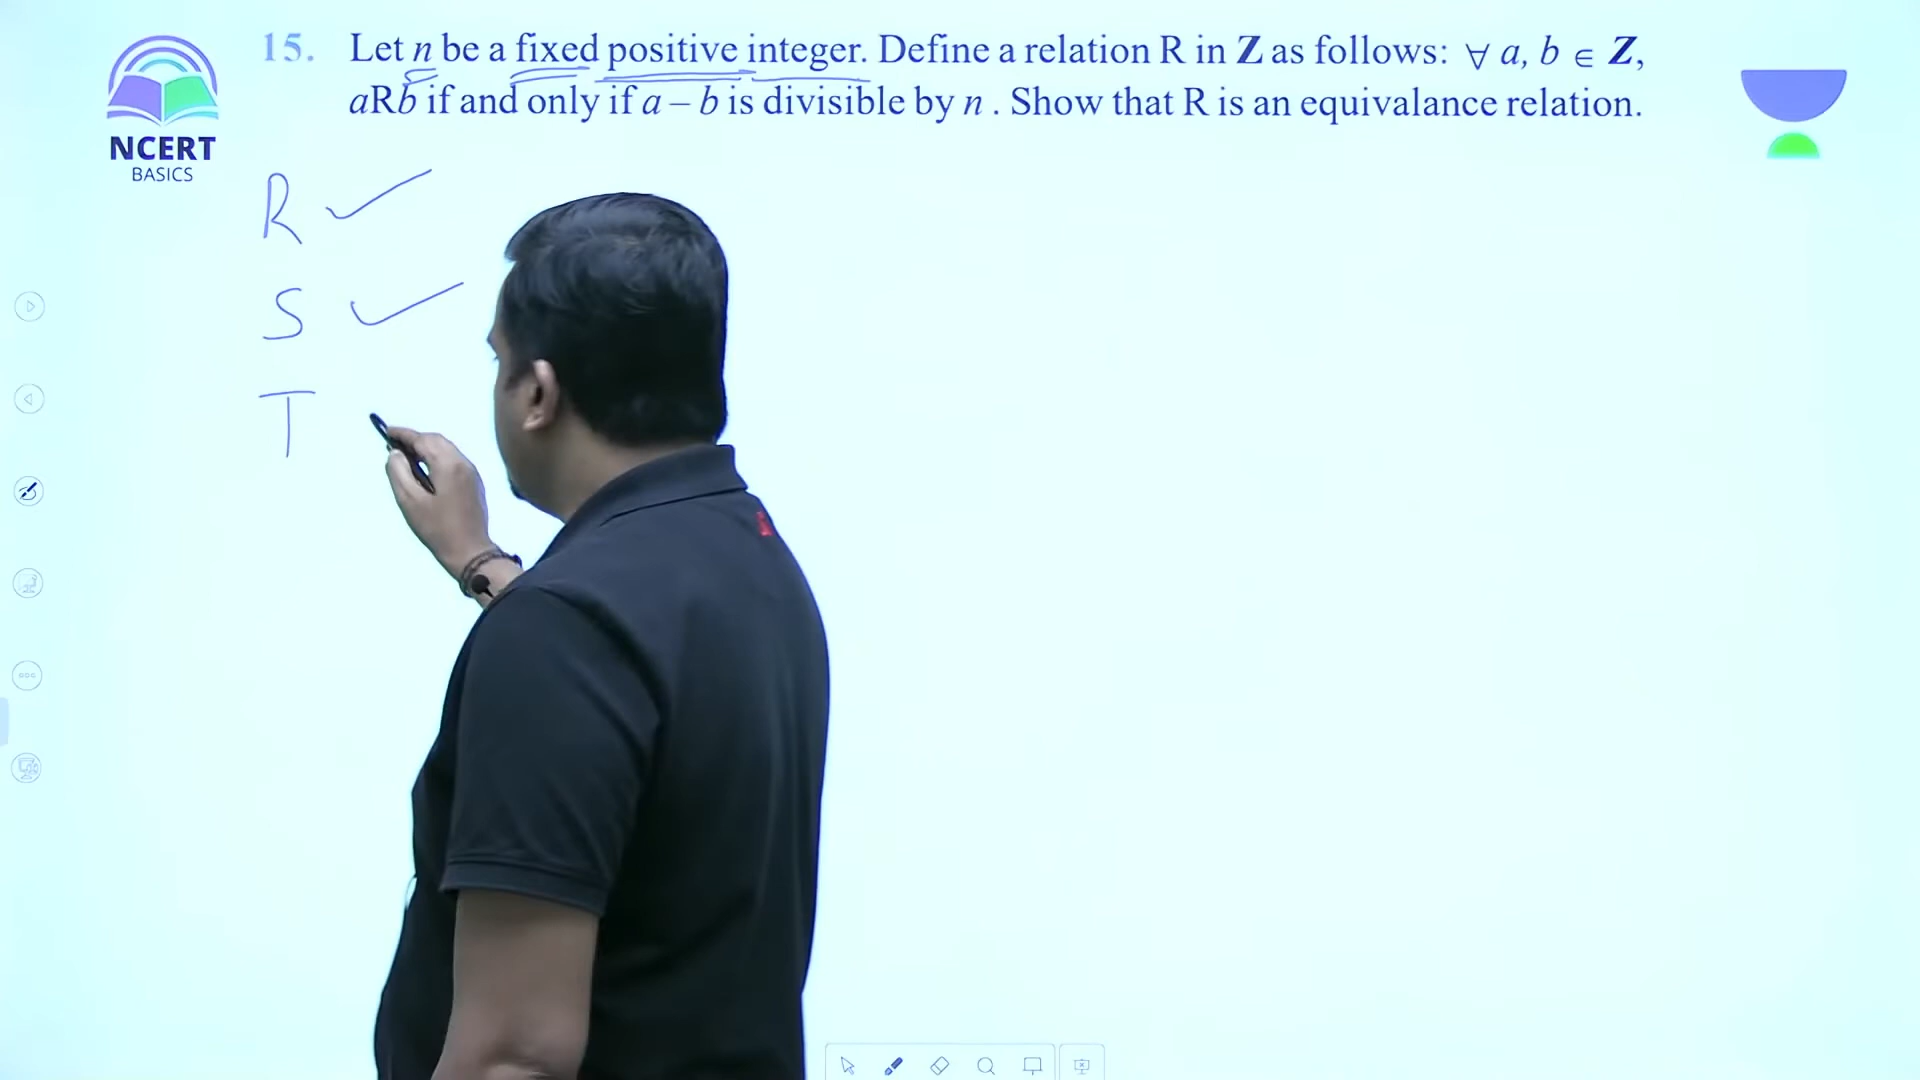 15. Let n be a fixed positive integer. Define a relation R in Z as follows: ∀ a, b ∈ Z,
aRb if and only if a – b is divisible by n . Show that R is an equivalance relation.
NCERT
BASICS
R ✓
S ✓
T